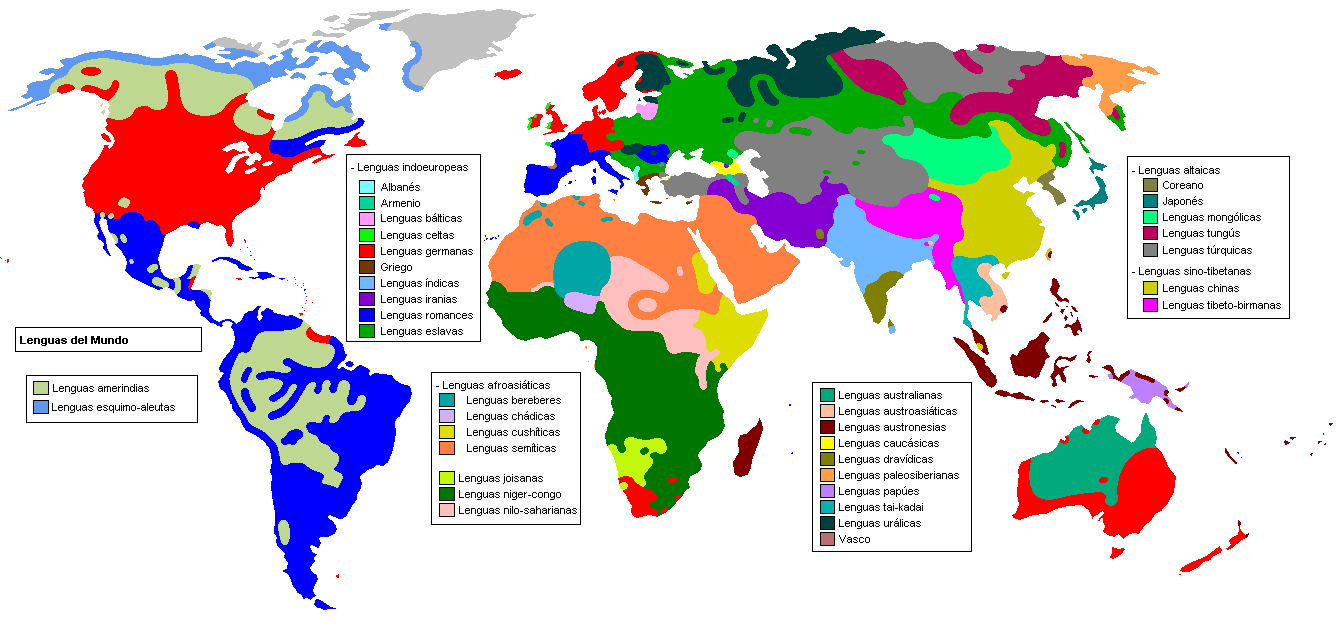 - Lenguas indoeuropeas
Albanés
Armenio
Lenguas bálticas
Lenguas celtas
Lenguas germanas
Griego
Lenguas índicas
Lenguas iranias
Lenguas romances
Lenguas eslavas
- Lenguas altaicas
Coreano
Japonés
Lenguas mongólicas
Lenguas tungús
Lenguas túrquicas
- Lenguas sino-tibetanas
Lenguas chinas
Lenguas tibeto-birmanas
Lenguas del Mundo
Lenguas amerindias
Lenguas esquimo-aleutas
- Lenguas afroasiáticas
Lenguas bereberes
Lenguas chádicas
Lenguas cushíticas
Lenguas semíticas
Lenguas joisanas
Lenguas niger-congo
Lenguas nilo-saharianas
Lenguas australianas
Lenguas austroasiáticas
Lenguas austronesias
Lenguas caucásicas
Lenguas dravídicas
Lenguas paleosiberianas
Lenguas papúes
Lenguas tai-kadai
Lenguas urálicas
Vasco